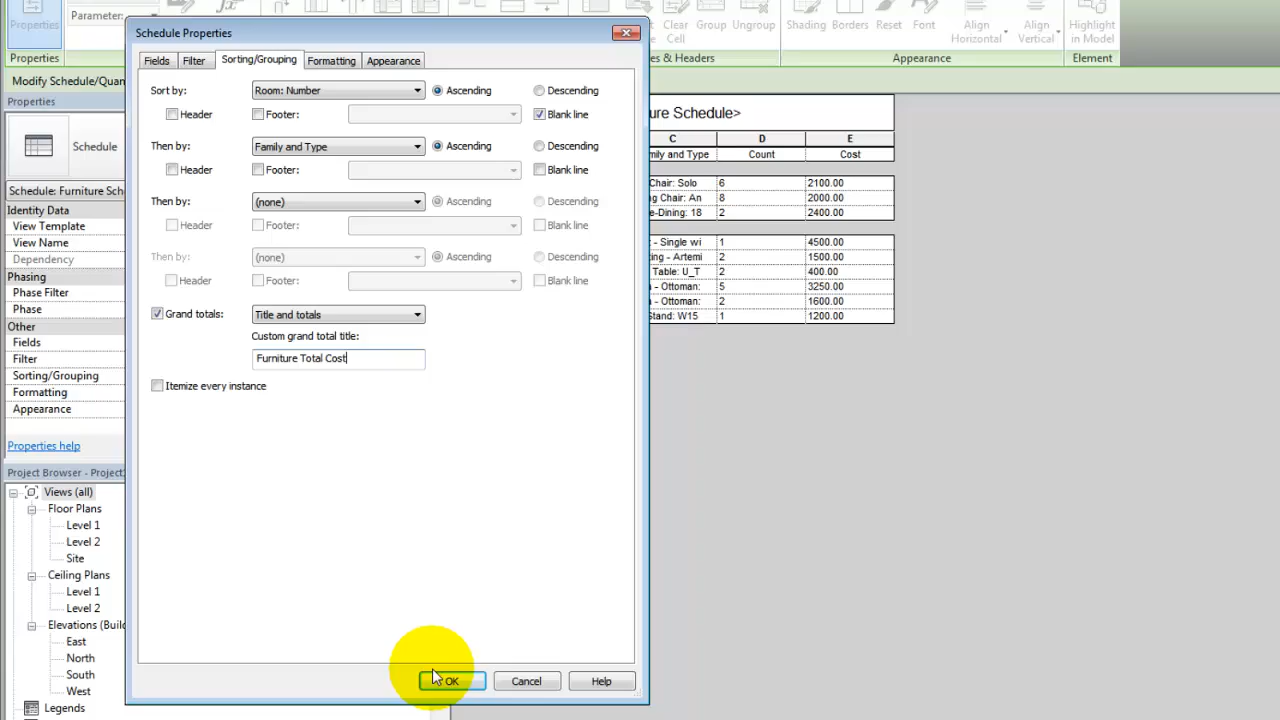 Parameter:
Properties
Clear Cell
Group
Ungroup
Shading
Borders
Reset
Font
Align Horizontal
Align Vertical
Highlight in Model
Properties
& Headers
Appearance
Element
Modify Schedule/Quan
Properties
Schedule
Schedule: Furniture Sch
Identity Data
View Template
View Name
Dependency
Phasing
Phase Filter
Phase
Other
Fields
Filter
Sorting/Grouping
Formatting
Appearance
Properties help
Project Browser - Project
Views (all)
Floor Plans
Level 1
Level 2
Site
Ceiling Plans
Level 1
Level 2
Elevations (Build
East
North
South
West
Legends
Schedule Properties
Fields Filter Sorting/Grouping Formatting Appearance
Sort by: Room: Number Ascending Descending
Header Footer: Blank line
Then by: Family and Type Ascending Descending
Header Footer: Blank line
Then by: (none) Ascending Descending
Header Footer: Blank line
Then by: (none) Ascending Descending
Header Footer: Blank line
Grand totals: Title and totals
Custom grand total title:
Furniture Total Cost
Itemize every instance
OK Cancel Help
ure Schedule>
C D E
mily and Type Count Cost
Chair: Solo 6 2100.00
g Chair: An 8 2000.00
e-Dining: 18 2 2400.00
- Single wi 1 4500.00
ting - Artemi 2 1500.00
Table: U_T 2 400.00
- Ottoman: 5 3250.00
- Ottoman: 2 1600.00
Stand: W15 1 1200.00